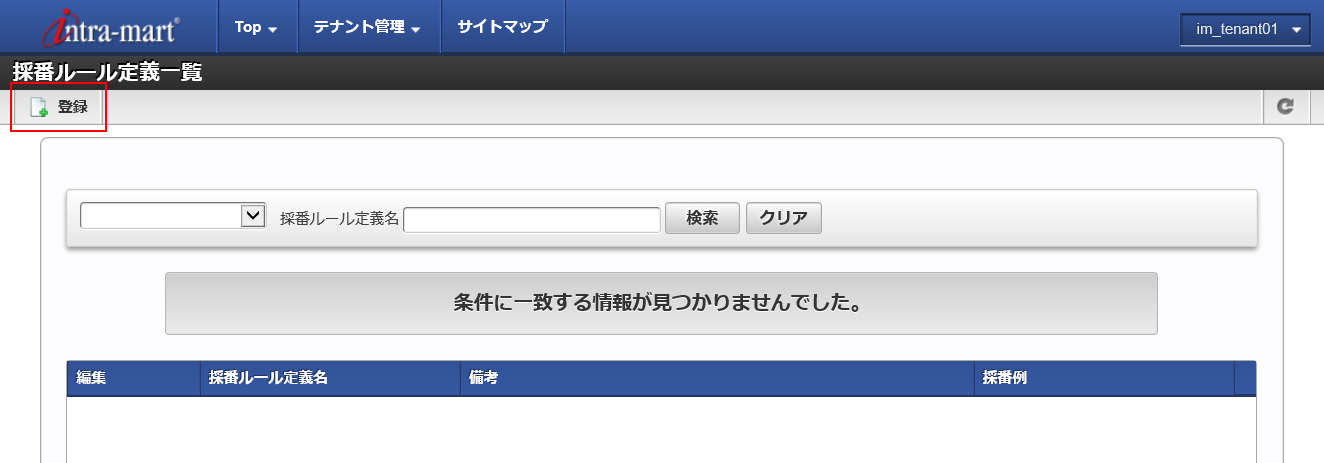 intra-mart® Top テナント管理 サイトマップ im_tenant01
採番ルール定義一覧
登録
採番ルール定義名 検索 クリア
条件に一致する情報が見つかりませんでした。
編集 採番ルール定義名 備考 採番例